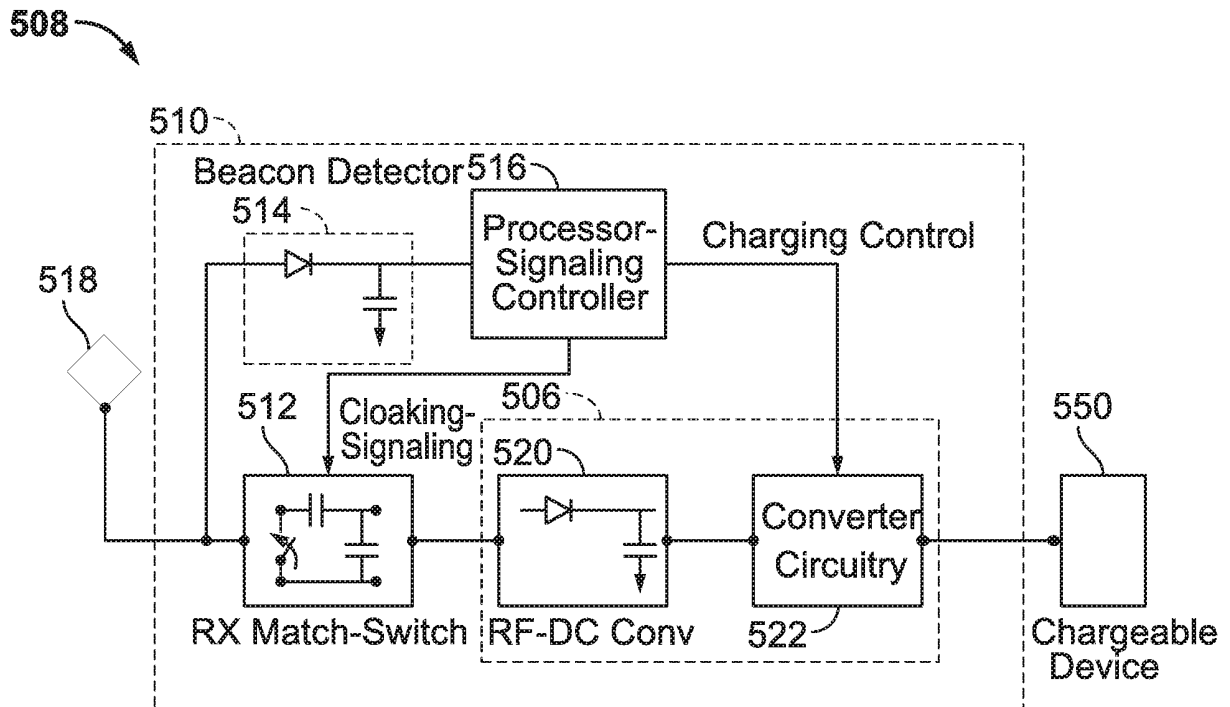 508
510
Beacon Detector
516
514
Processor-
Signaling
Controller
Charging Control
518
512
Cloaking-
Signaling
506
520
550
Converter
Circuitry
RX Match-Switch
RF-DC Conv
522
Chargeable
Device